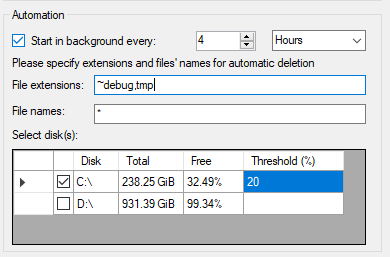 Automation
Start in background every: 4 Hours
Please specify extensions and files' names for automatic deletion
File extensions: ~debug,tmp
File names: *
Select disk(s):
Disk Total Free Threshold (%)
C:\ 238.25 GiB 32.49% 20
D:\ 931.39 GiB 99.34%